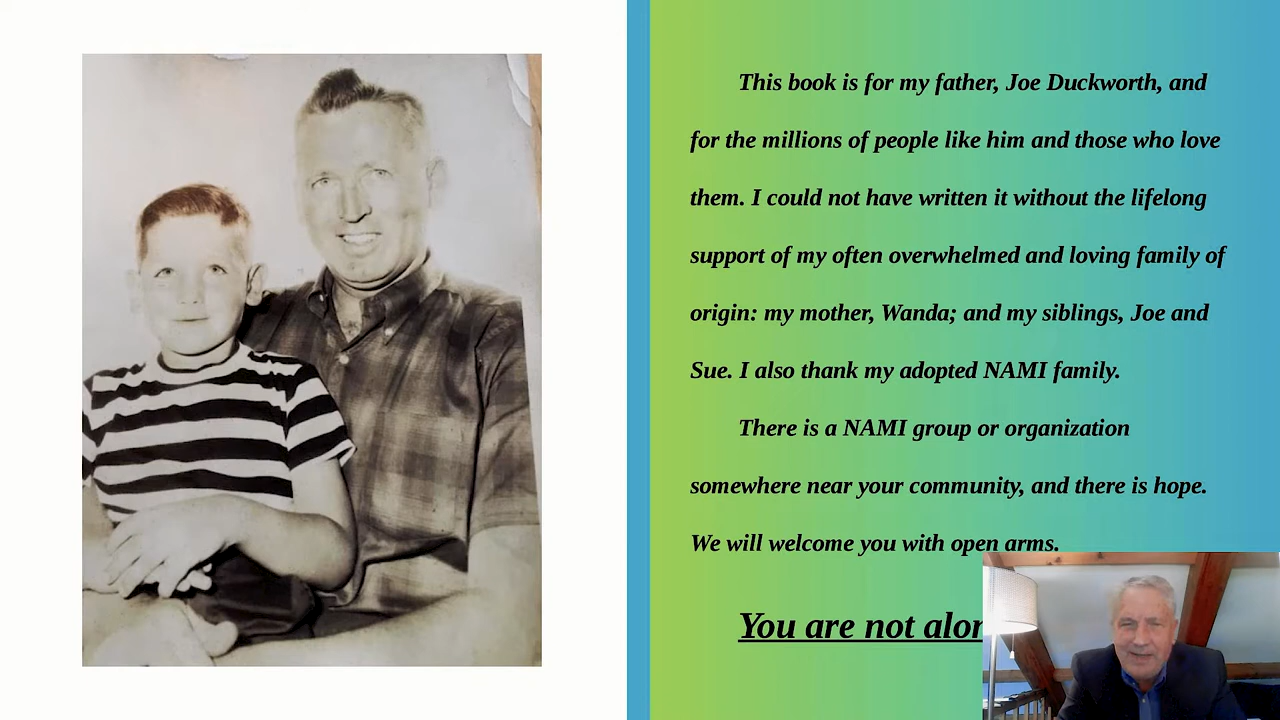 This book is for my father, Joe Duckworth, and
for the millions of people like him and those who love
them. I could not have written it without the lifelong
support of my often overwhelmed and loving family of
origin: my mother, Wanda; and my siblings, Joe and
Sue. I also thank my adopted NAMI family.
There is a NAMI group or organization
somewhere near your community, and there is hope.
We will welcome you with open arms.
You are not